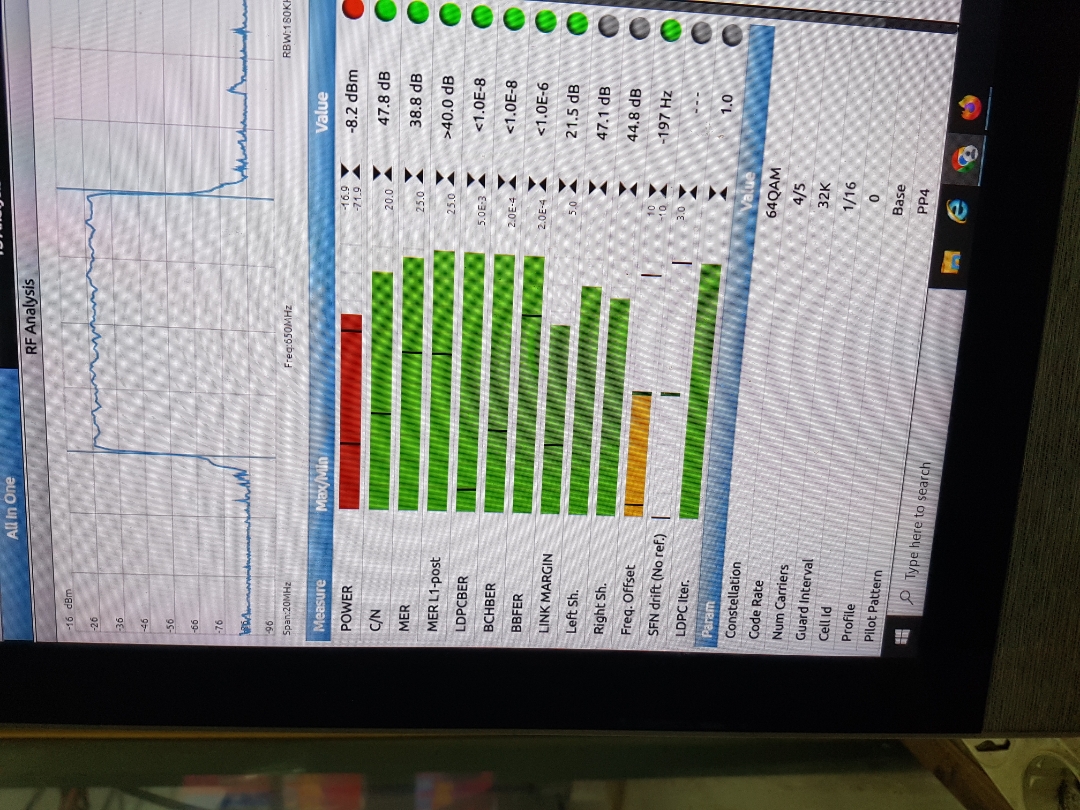 All In One
RF Analysis
-16 dBm
-26
-36
-46
-56
-66
-76
-86
-96
Span:20MHz Freq:650MHz
Measure Max/Min Value
POWER -16.9 -71.9 -8.2 dBm
C/N 20.0 47.8 dB
MER 25.0 38.8 dB
MER L1-post 25.0 >40.0 dB
LDPCBER 5.0E-3 <1.0E-8
BCHBER 2.0E-4 <1.0E-8
BBFER 2.0E-4 <1.0E-6
LINK MARGIN 5.0 21.5 dB
Left Sh. 47.1 dB
Right Sh. 44.8 dB
Freq. Offset 10 -10 -197 Hz
SFN drift (No ref.) 3.0 ---
LDPC Iter. 1.0
Param Value
Constellation 64QAM
Code Rate 4/5
Num Carriers 32K
Guard Interval 1/16
Cell Id 0
Profile Base
Pilot Pattern PP4
Type here to search